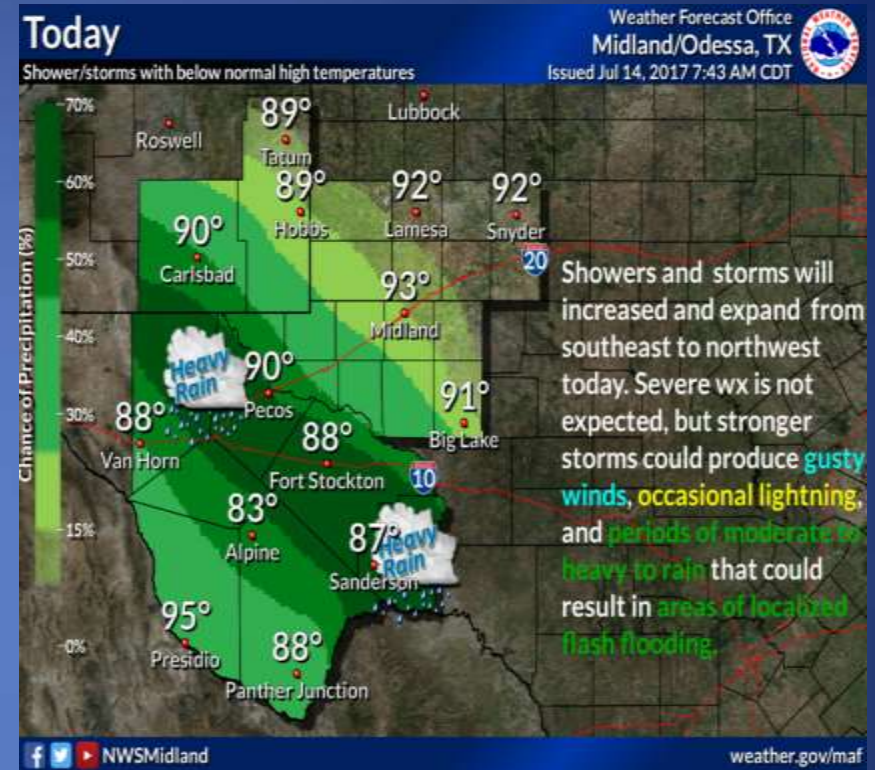 Today
Shower/storms with below normal high temperatures
Weather Forecast Office
Midland/Odessa, TX
Issued Jul 14, 2017 7:43 AM CDT
NATIONAL WEATHER SERVICE
Chance of Precipitation (%)
70%
60%
50%
40%
30%
15%
0%
Roswell
Lubbock
89°
Tatum
89°
Hobbs
92°
Lamesa
92°
Snyder
90°
Carlsbad
20
93°
Midland
Heavy
Rain
90°
Pecos
91°
Big Lake
88°
Van Horn
88°
Fort Stockton
10
83°
Alpine
87°
Sanderson
Heavy
Rain
95°
Presidio
88°
Panther Junction
Showers and storms will
increased and expand from
southeast to northwest
today. Severe wx is not
expected, but stronger
storms could produce gusty
winds, occasional lightning,
and periods of moderate to
heavy to rain that could
result in areas of localized
flash flooding.
NWSMidland
weather.gov/maf